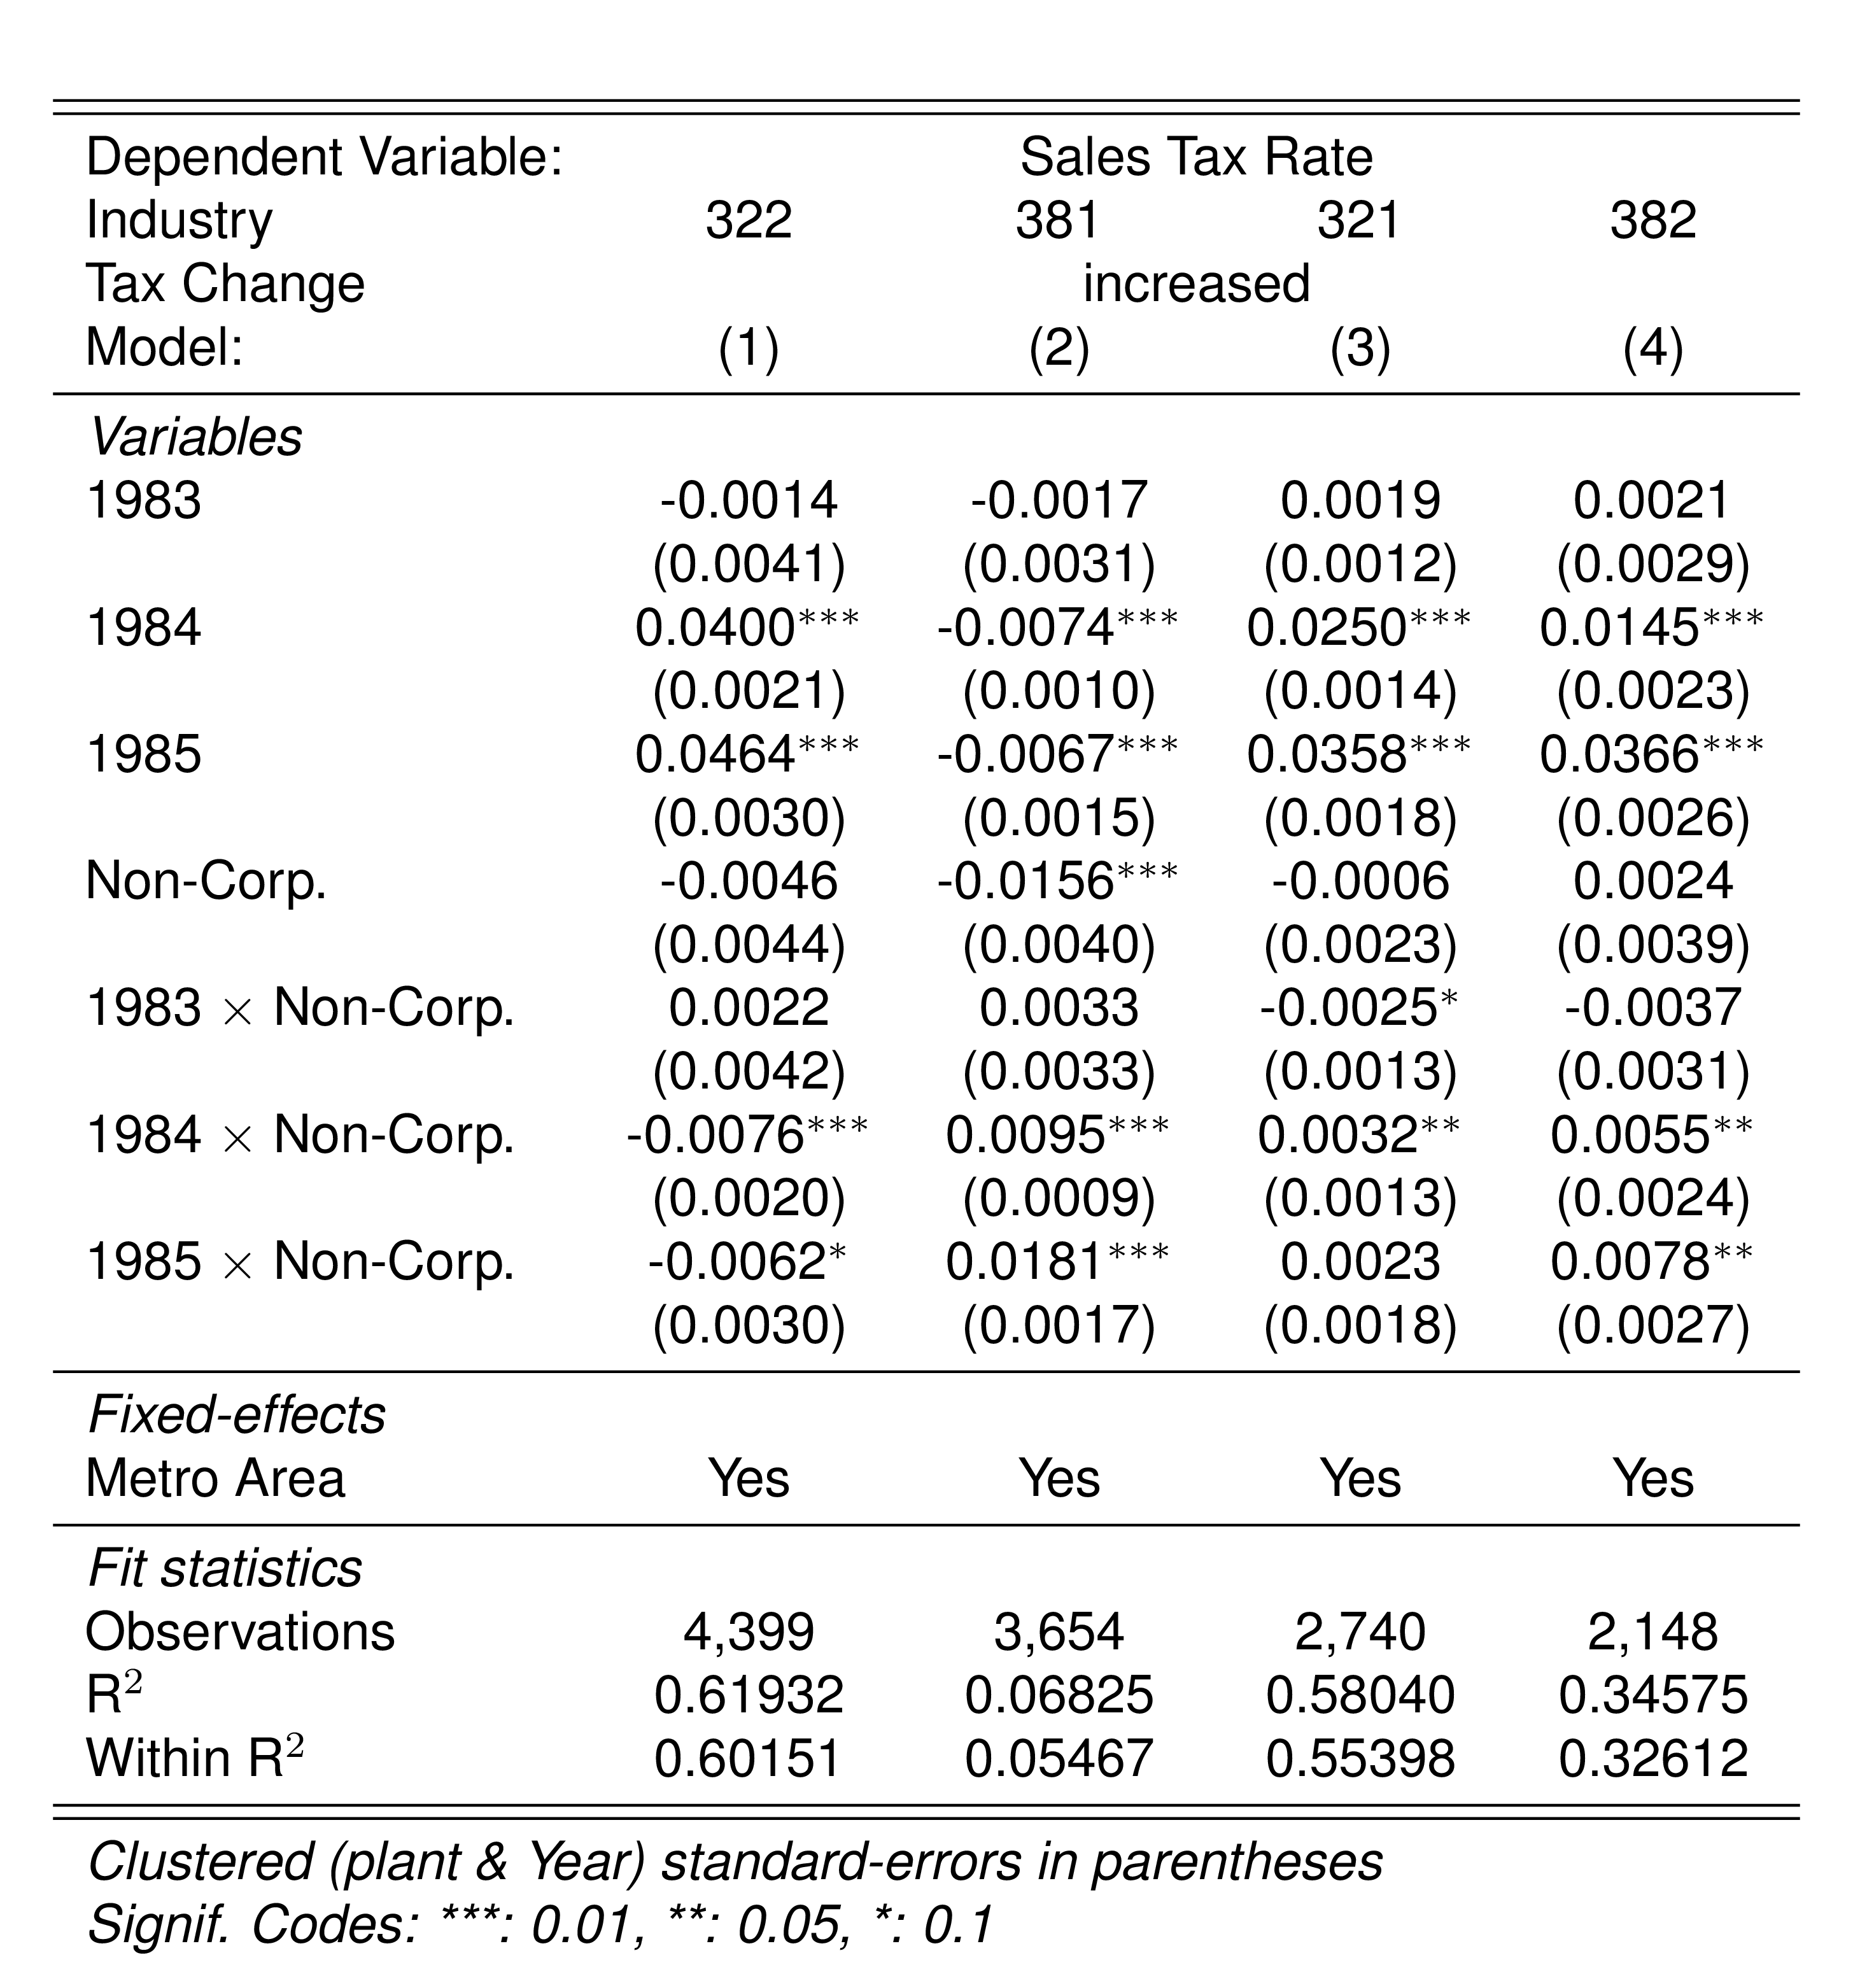 Dependent Variable: Sales Tax Rate
Industry 322 381 321 382
Tax Change increased
Model: (1) (2) (3) (4)
Variables
1983 -0.0014 -0.0017 0.0019 0.0021
(0.0041) (0.0031) (0.0012) (0.0029)
1984 0.0400*** -0.0074*** 0.0250*** 0.0145***
(0.0021) (0.0010) (0.0014) (0.0023)
1985 0.0464*** -0.0067*** 0.0358*** 0.0366***
(0.0030) (0.0015) (0.0018) (0.0026)
Non-Corp. -0.0046 -0.0156*** -0.0006 0.0024
(0.0044) (0.0040) (0.0023) (0.0039)
1983 × Non-Corp. 0.0022 0.0033 -0.0025* -0.0037
(0.0042) (0.0033) (0.0013) (0.0031)
1984 × Non-Corp. -0.0076*** 0.0095*** 0.0032** 0.0055**
(0.0020) (0.0009) (0.0013) (0.0024)
1985 × Non-Corp. -0.0062* 0.0181*** 0.0023 0.0078**
(0.0030) (0.0017) (0.0018) (0.0027)
Fixed-effects
Metro Area Yes Yes Yes Yes
Fit statistics
Observations 4,399 3,654 2,740 2,148
R² 0.61932 0.06825 0.58040 0.34575
Within R² 0.60151 0.05467 0.55398 0.32612
Clustered (plant & Year) standard-errors in parentheses
Signif. Codes: ***: 0.01, **: 0.05, *: 0.1